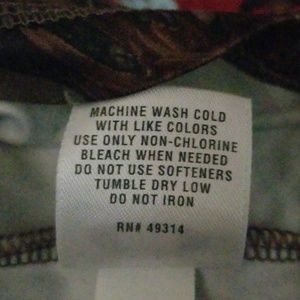 MACHINE WASH COLD
WITH LIKE COLORS
USE ONLY NON-CHLORINE
BLEACH WHEN NEEDED
DO NOT USE SOFTENERS
TUMBLE DRY LOW
DO NOT IRON
RN# 49314